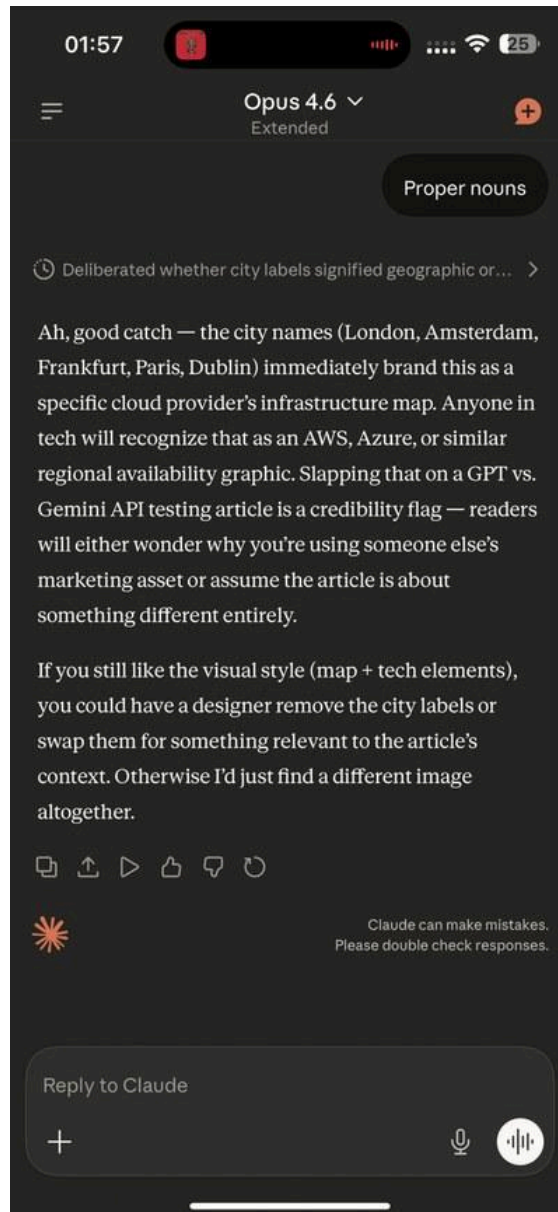 01:57
25
Opus 4.6
Extended
Proper nouns
Deliberated whether city labels signified geographic or...
Ah, good catch — the city names (London, Amsterdam,
Frankfurt, Paris, Dublin) immediately brand this as a
specific cloud provider’s infrastructure map. Anyone in
tech will recognize that as an AWS, Azure, or similar
regional availability graphic. Slapping that on a GPT vs.
Gemini API testing article is a credibility flag — readers
will either wonder why you’re using someone else’s
marketing asset or assume the article is about
something different entirely.
If you still like the visual style (map + tech elements),
you could have a designer remove the city labels or
swap them for something relevant to the article’s
context. Otherwise I’d just find a different image
altogether.
Claude can make mistakes.
Please double check responses.
Reply to Claude